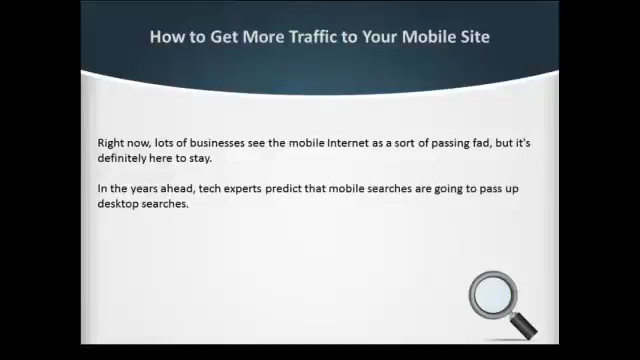 How to Get More Traffic to Your Mobile Site
Right now, lots of businesses see the mobile Internet as a sort of passing fad, but it's
definitely here to stay.
In the years ahead, tech experts predict that mobile searches are going to pass up
desktop searches.